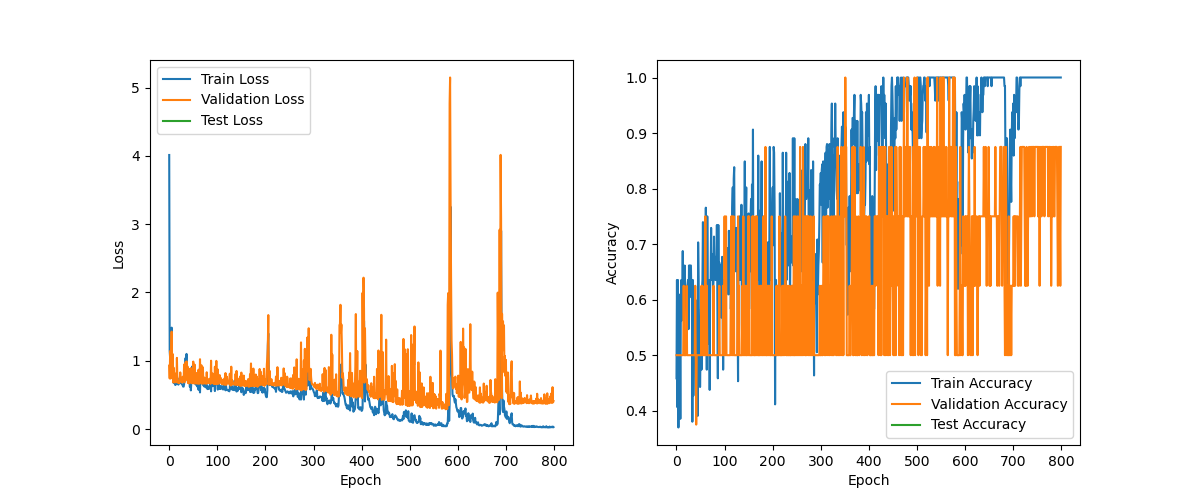 Train Loss
Validation Loss
Test Loss
5
4
3
2
1
0
Loss
0 100 200 300 400 500 600 700 800
Epoch
1.0
0.9
0.8
0.7
0.6
0.5
0.4
Accuracy
Train Accuracy
Validation Accuracy
Test Accuracy
0 100 200 300 400 500 600 700 800
Epoch